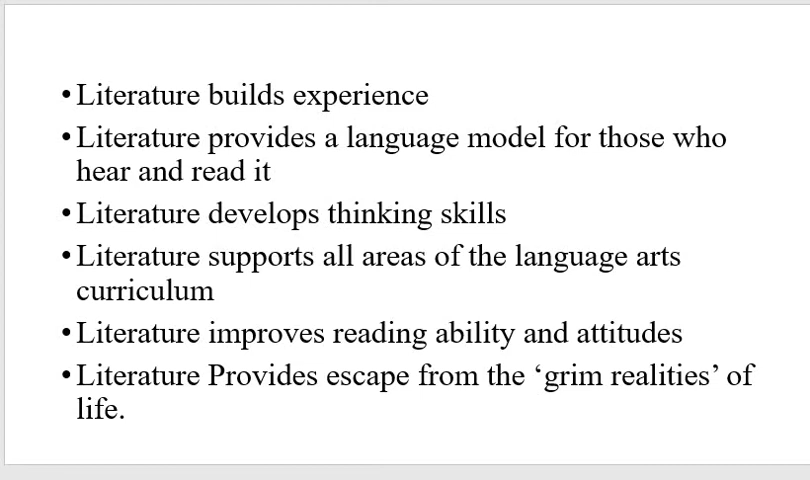 •Literature builds experience
•Literature provides a language model for those who
hear and read it
•Literature develops thinking skills
•Literature supports all areas of the language arts
curriculum
•Literature improves reading ability and attitudes
•Literature Provides escape from the ‘grim realities’ of
life.